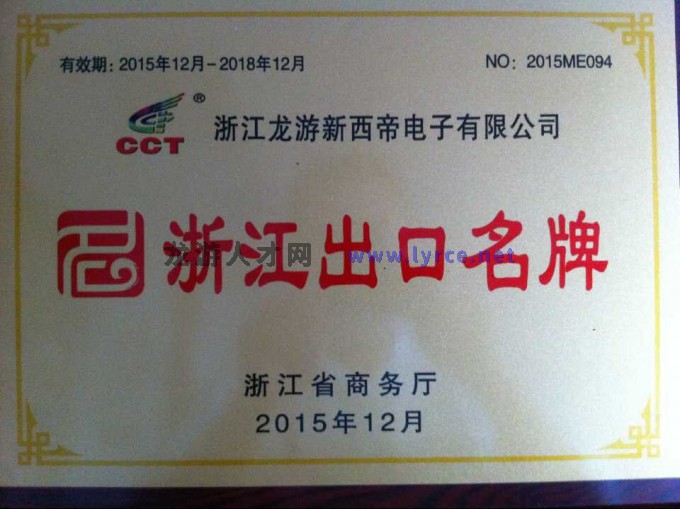 有效期: 2015年12月-2018年12月
NO: 2015ME094
CCT ®
浙江龙游新西帝电子有限公司
浙江出口名牌
龙游人才网 www.lyrce.net
浙江省商务厅
2015年12月